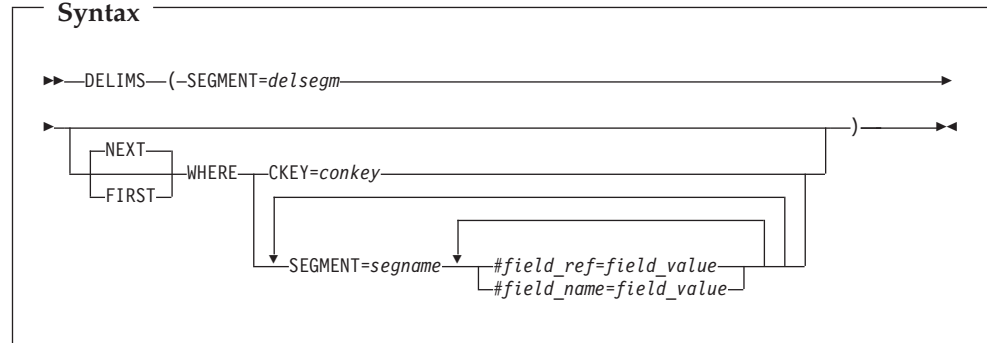 Syntax
DELIMS (SEGMENT=delsegm
NEXT
FIRST
WHERE CKEY=conkey )
SEGMENT=segname #field_ref=field_value
#field_name=field_value